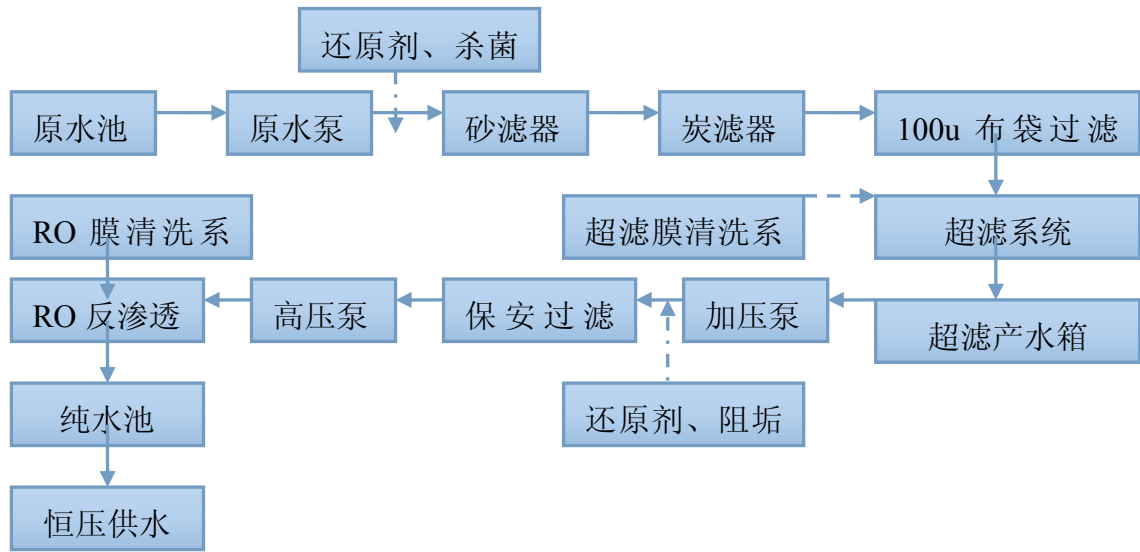 还原剂、杀菌
原水池
原水泵
砂滤器
炭滤器
100u 布袋过滤
RO 膜清洗系
超滤膜清洗系
超滤系统
RO 反渗透
高压泵
保安过滤
加压泵
超滤产水箱
纯水池
还原剂、阻垢
恒压供水